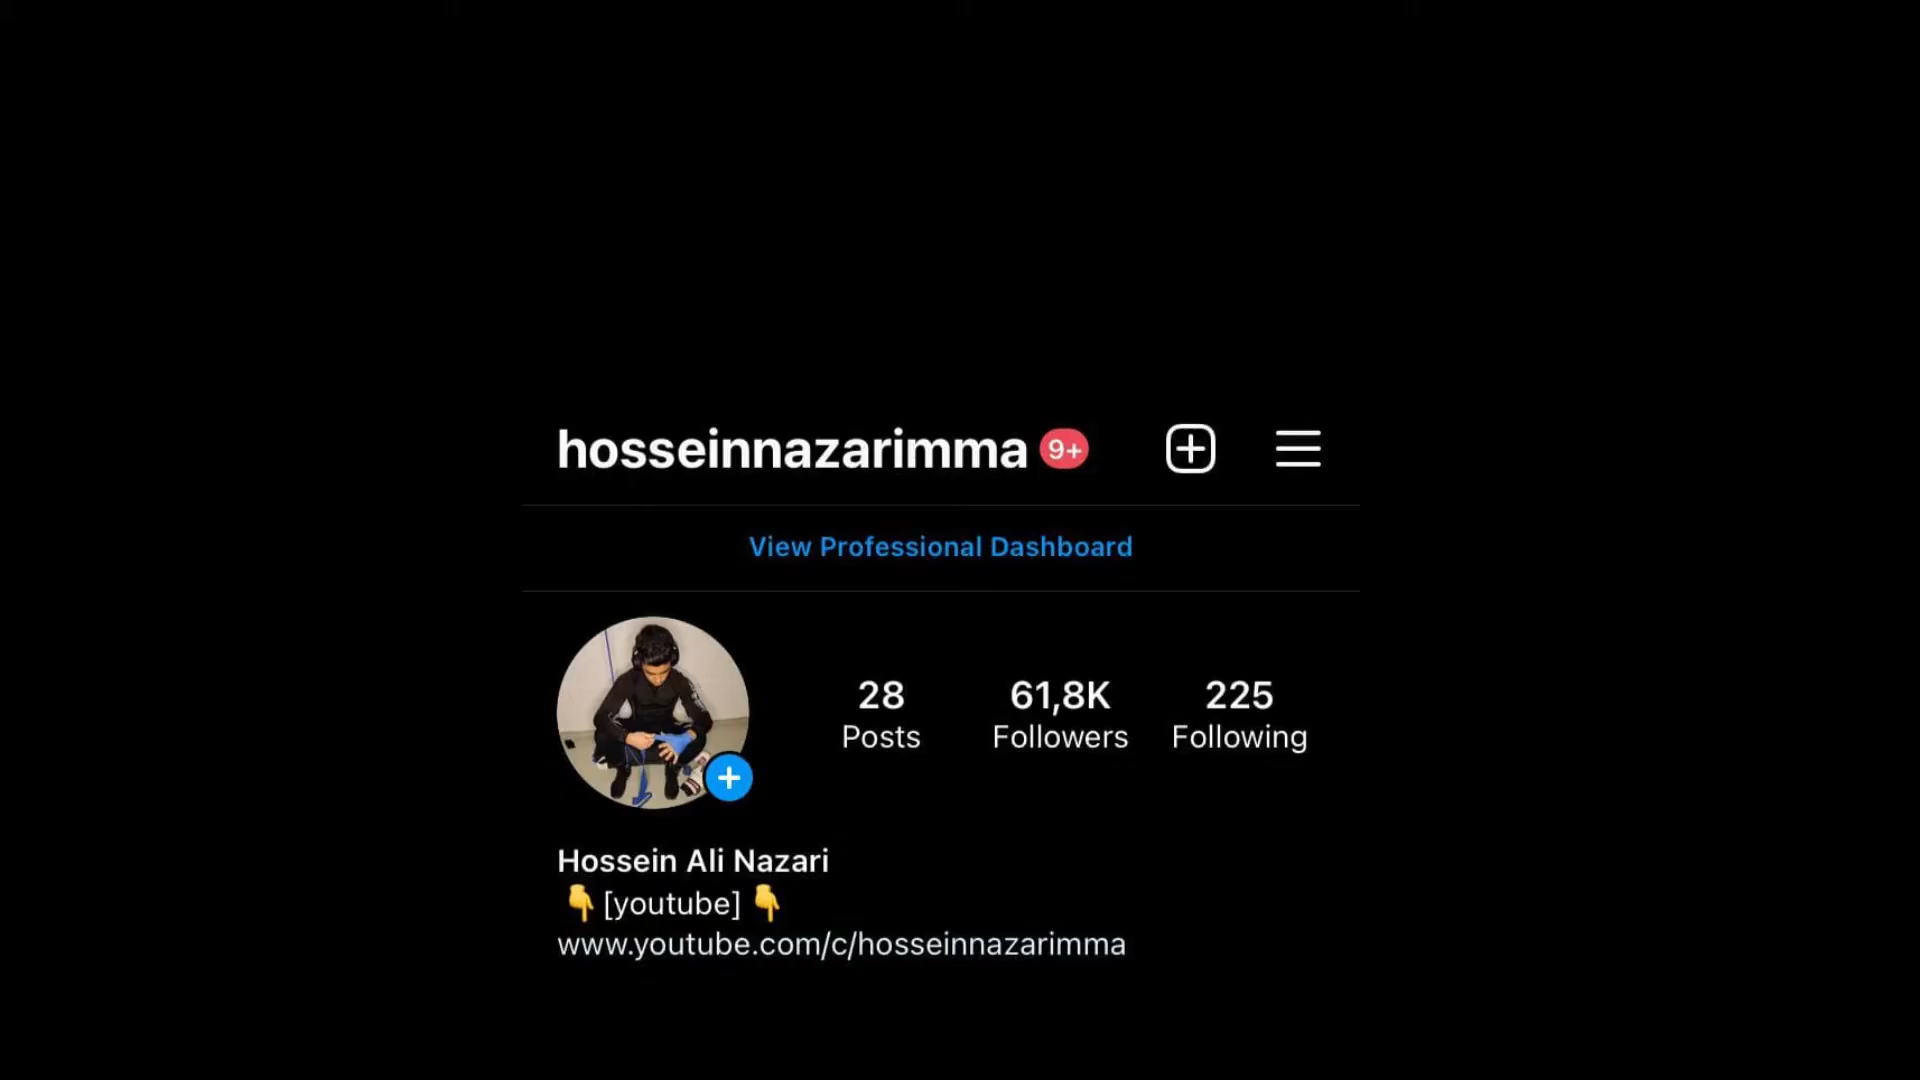 hosseinnazarimma 9+
View Professional Dashboard
28 61,8K 225
Posts Followers Following
Hossein Ali Nazari
👇[youtube]👇
www.youtube.com/c/hosseinnazarimma